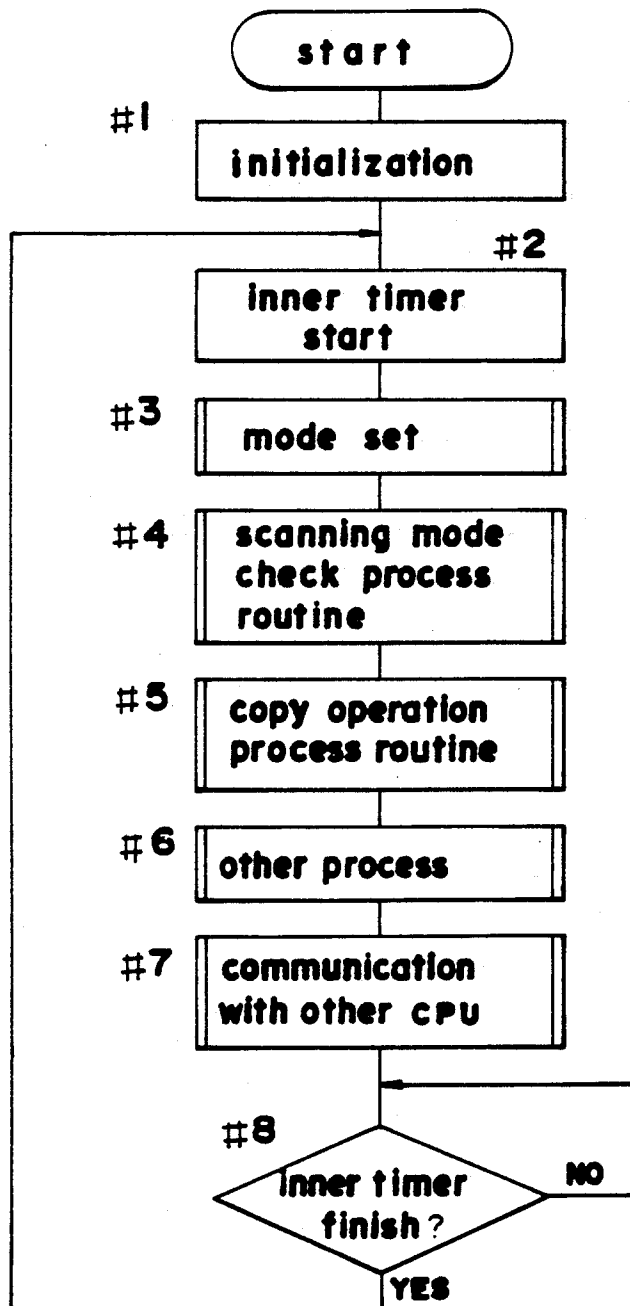 start
#1
initialization
#2
inner timer
start
#3
mode set
#4
scanning mode
check process
routine
#5
copy operation
process routine
#6
other process
#7
communication
with other CPU
#8
inner timer
finish?
NO
YES